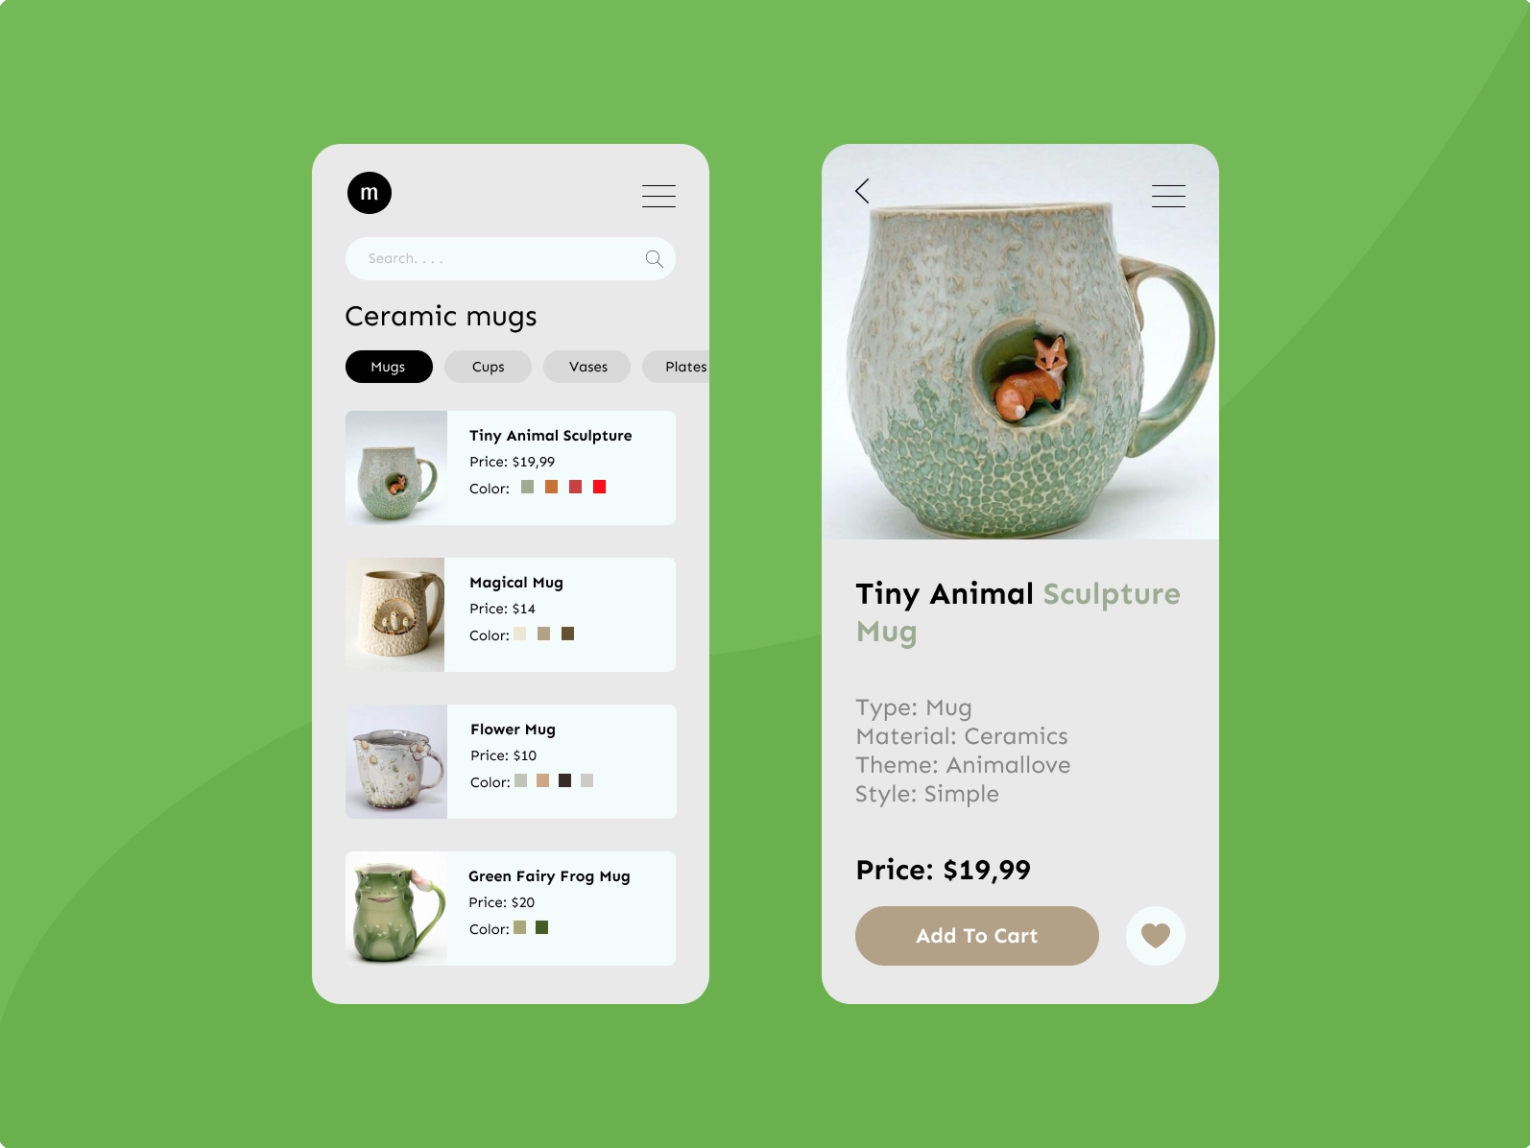 m
Search. . . .
Ceramic mugs
Mugs
Cups
Vases
Plates
Tiny Animal Sculpture
Price: $19,99
Color:
Magical Mug
Price: $14
Color:
Flower Mug
Price: $10
Color:
Green Fairy Frog Mug
Price: $20
Color:
Tiny Animal Sculpture
Mug
Type: Mug
Material: Ceramics
Theme: Animallove
Style: Simple
Price: $19,99
Add To Cart